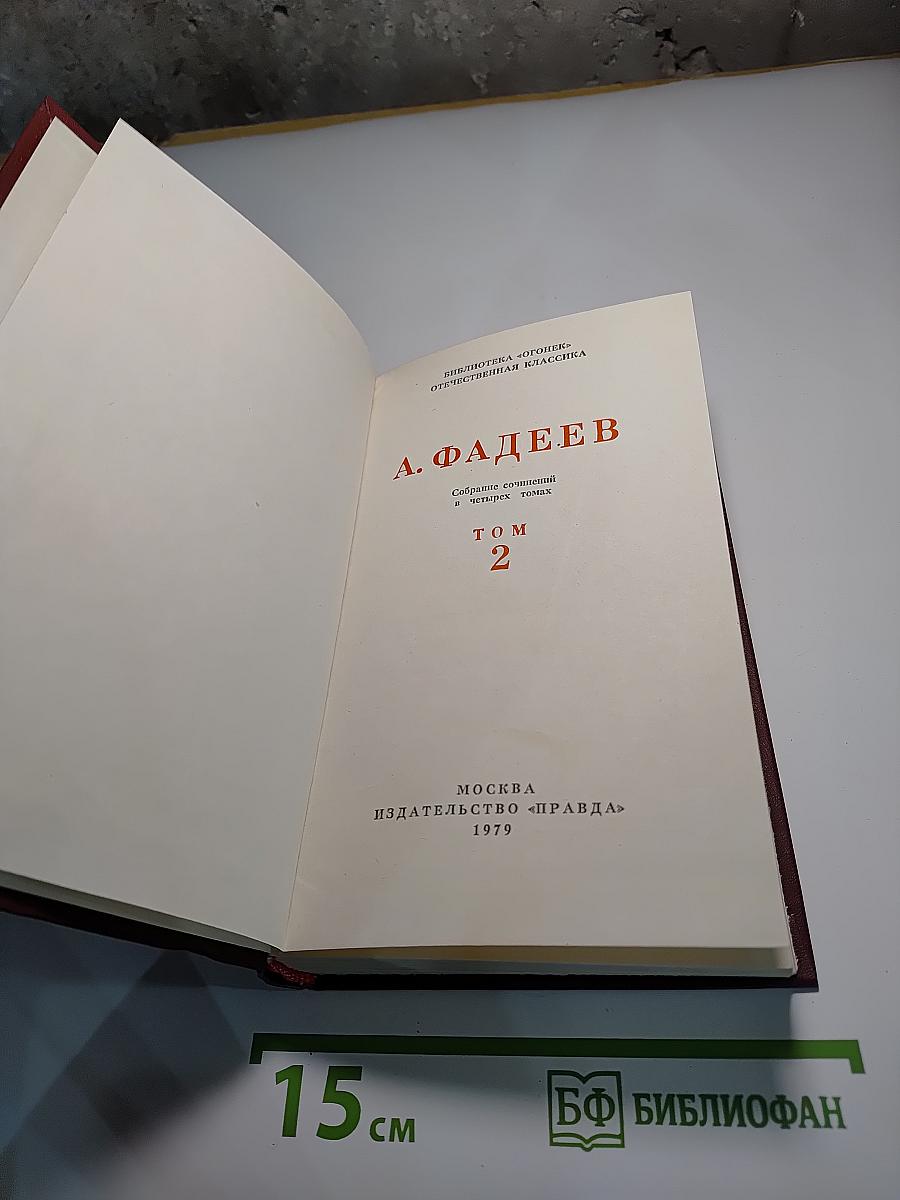 БИБЛИОТЕКА «ОГОНЕК»
ОТЕЧЕСТВЕННАЯ КЛАССИКА
А. ФАДЕЕВ
Собрание сочинений
в четырех томах
ТОМ
2
МОСКВА
ИЗДАТЕЛЬСТВО «ПРАВДА»
1979
15 см
БФ БИБЛИОФАН